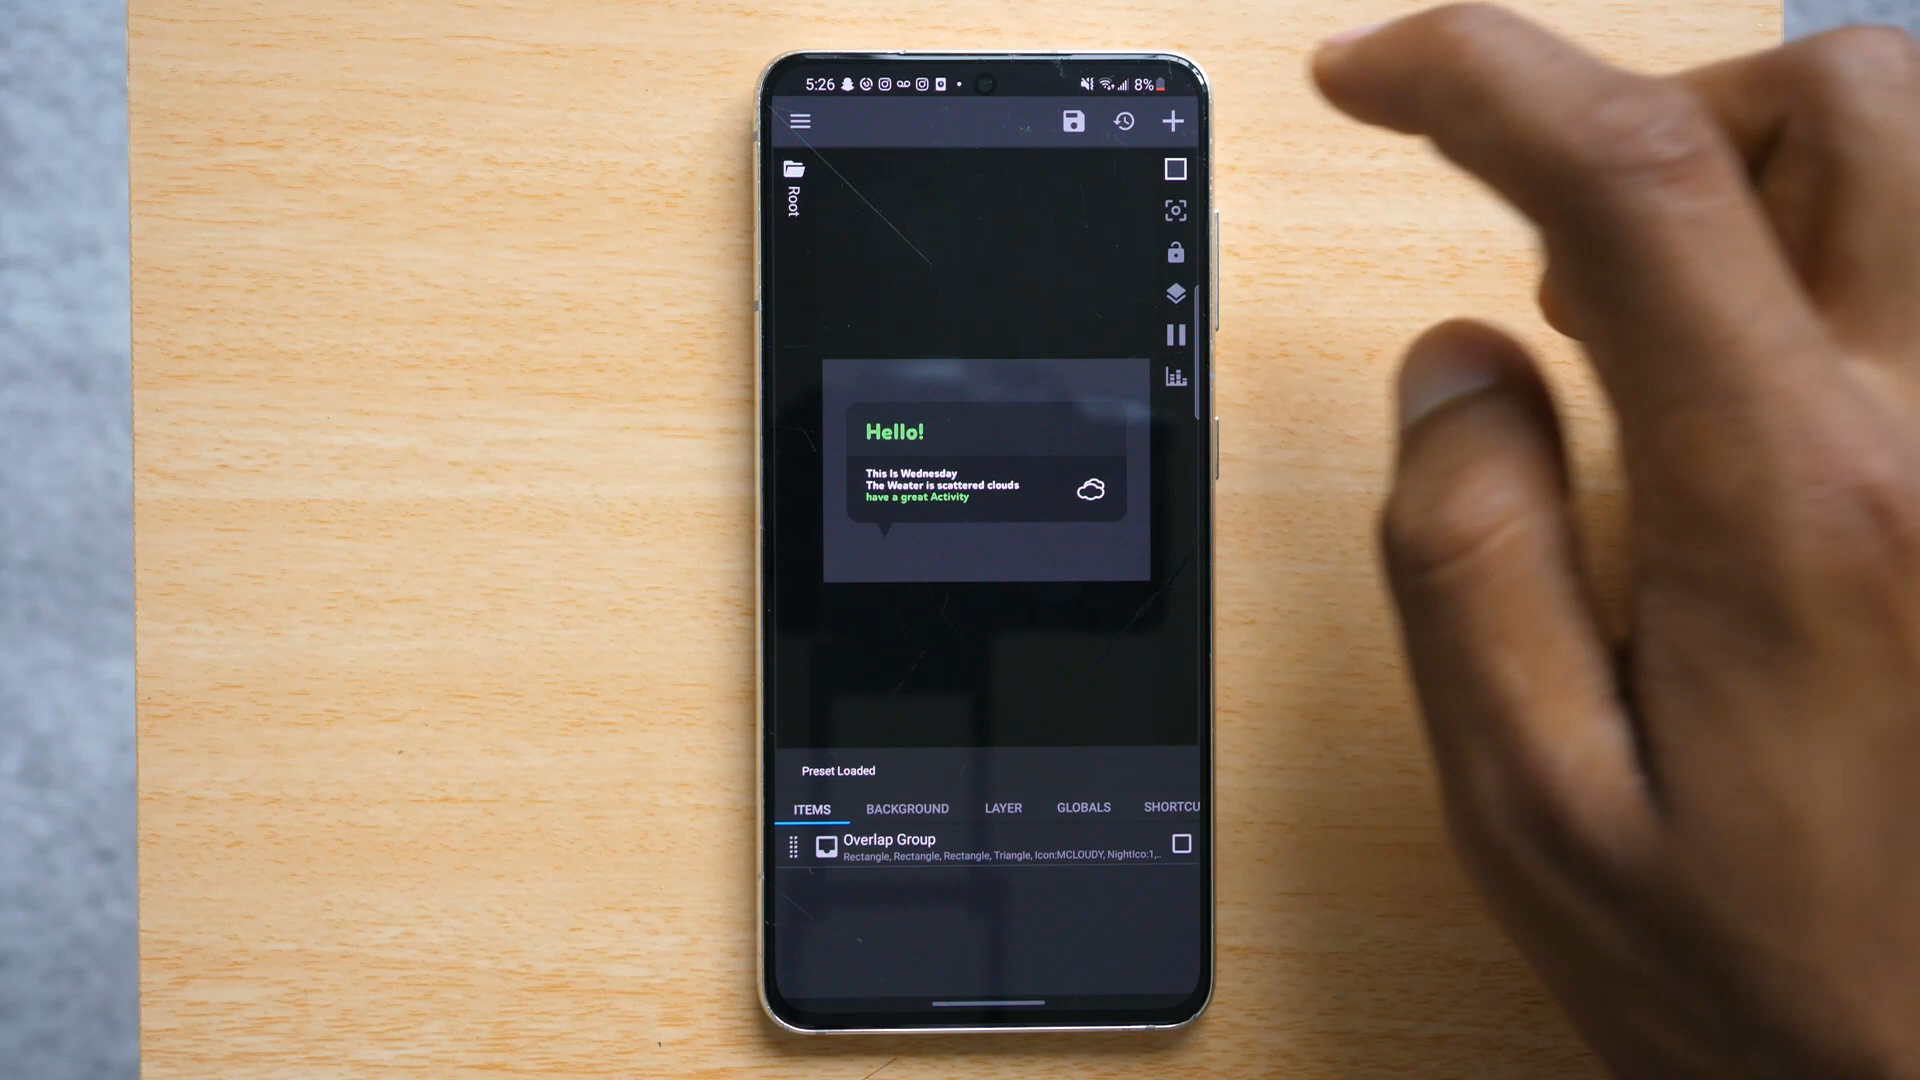 5:26
8%
Root
Hello!
This Is Wednesday
The Weater is scattered clouds
have a great Activity
Preset Loaded
ITEMS BACKGROUND LAYER GLOBALS SHORTCU
Overlap Group
Rectangle, Rectangle, Rectangle, Triangle, Icon:MCLOUDY, NightIco:1,..